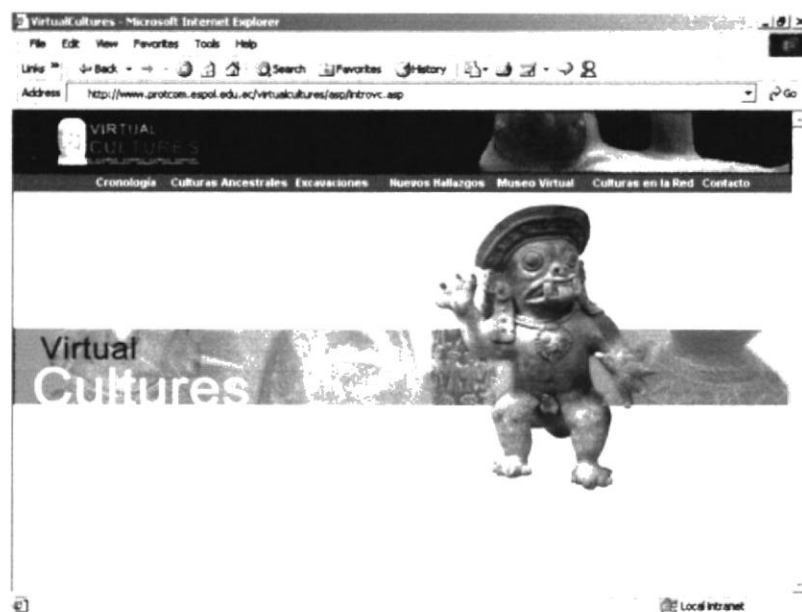 VirtualCultures - Microsoft Internet Explorer
File Edit View Favorites Tools Help
Links Back Search Favorites History
Address http://www.protcom.espol.edu.ec/virtualcultures/asp/introvc.asp Go
VIRTUAL
CULTURES
Cronología Culturas Ancestrales Excavaciones Nuevos Hallazgos Museo Virtual Culturas en la Red Contacto
Virtual
Cultures
Local intranet